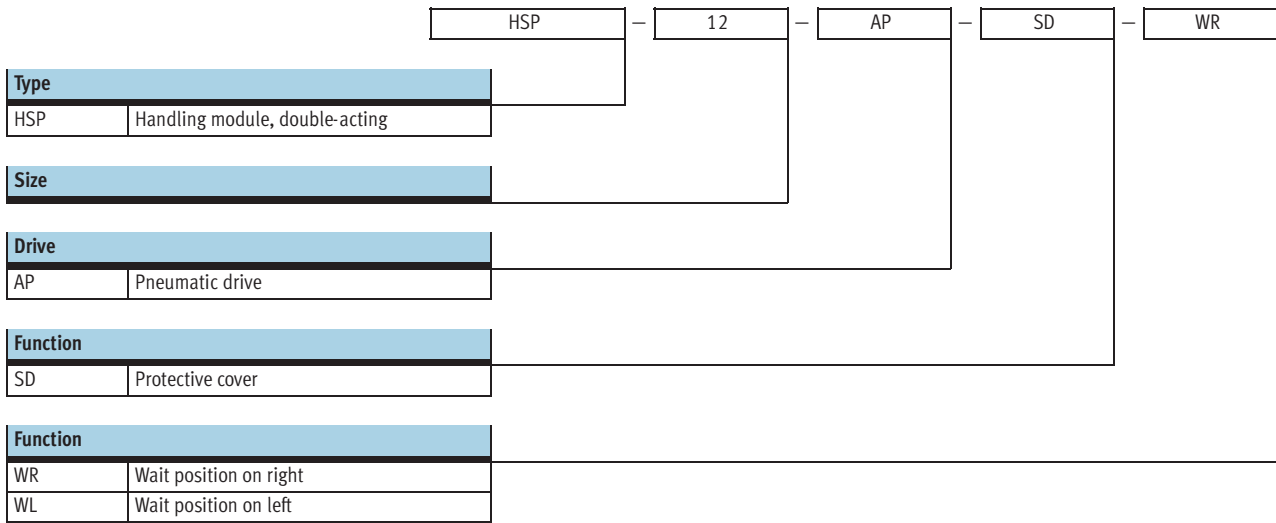 HSP – 12 – AP – SD – WR
Type
HSP Handling module, double-acting
Size
Drive
AP Pneumatic drive
Function
SD Protective cover
Function
WR Wait position on right
WL Wait position on left